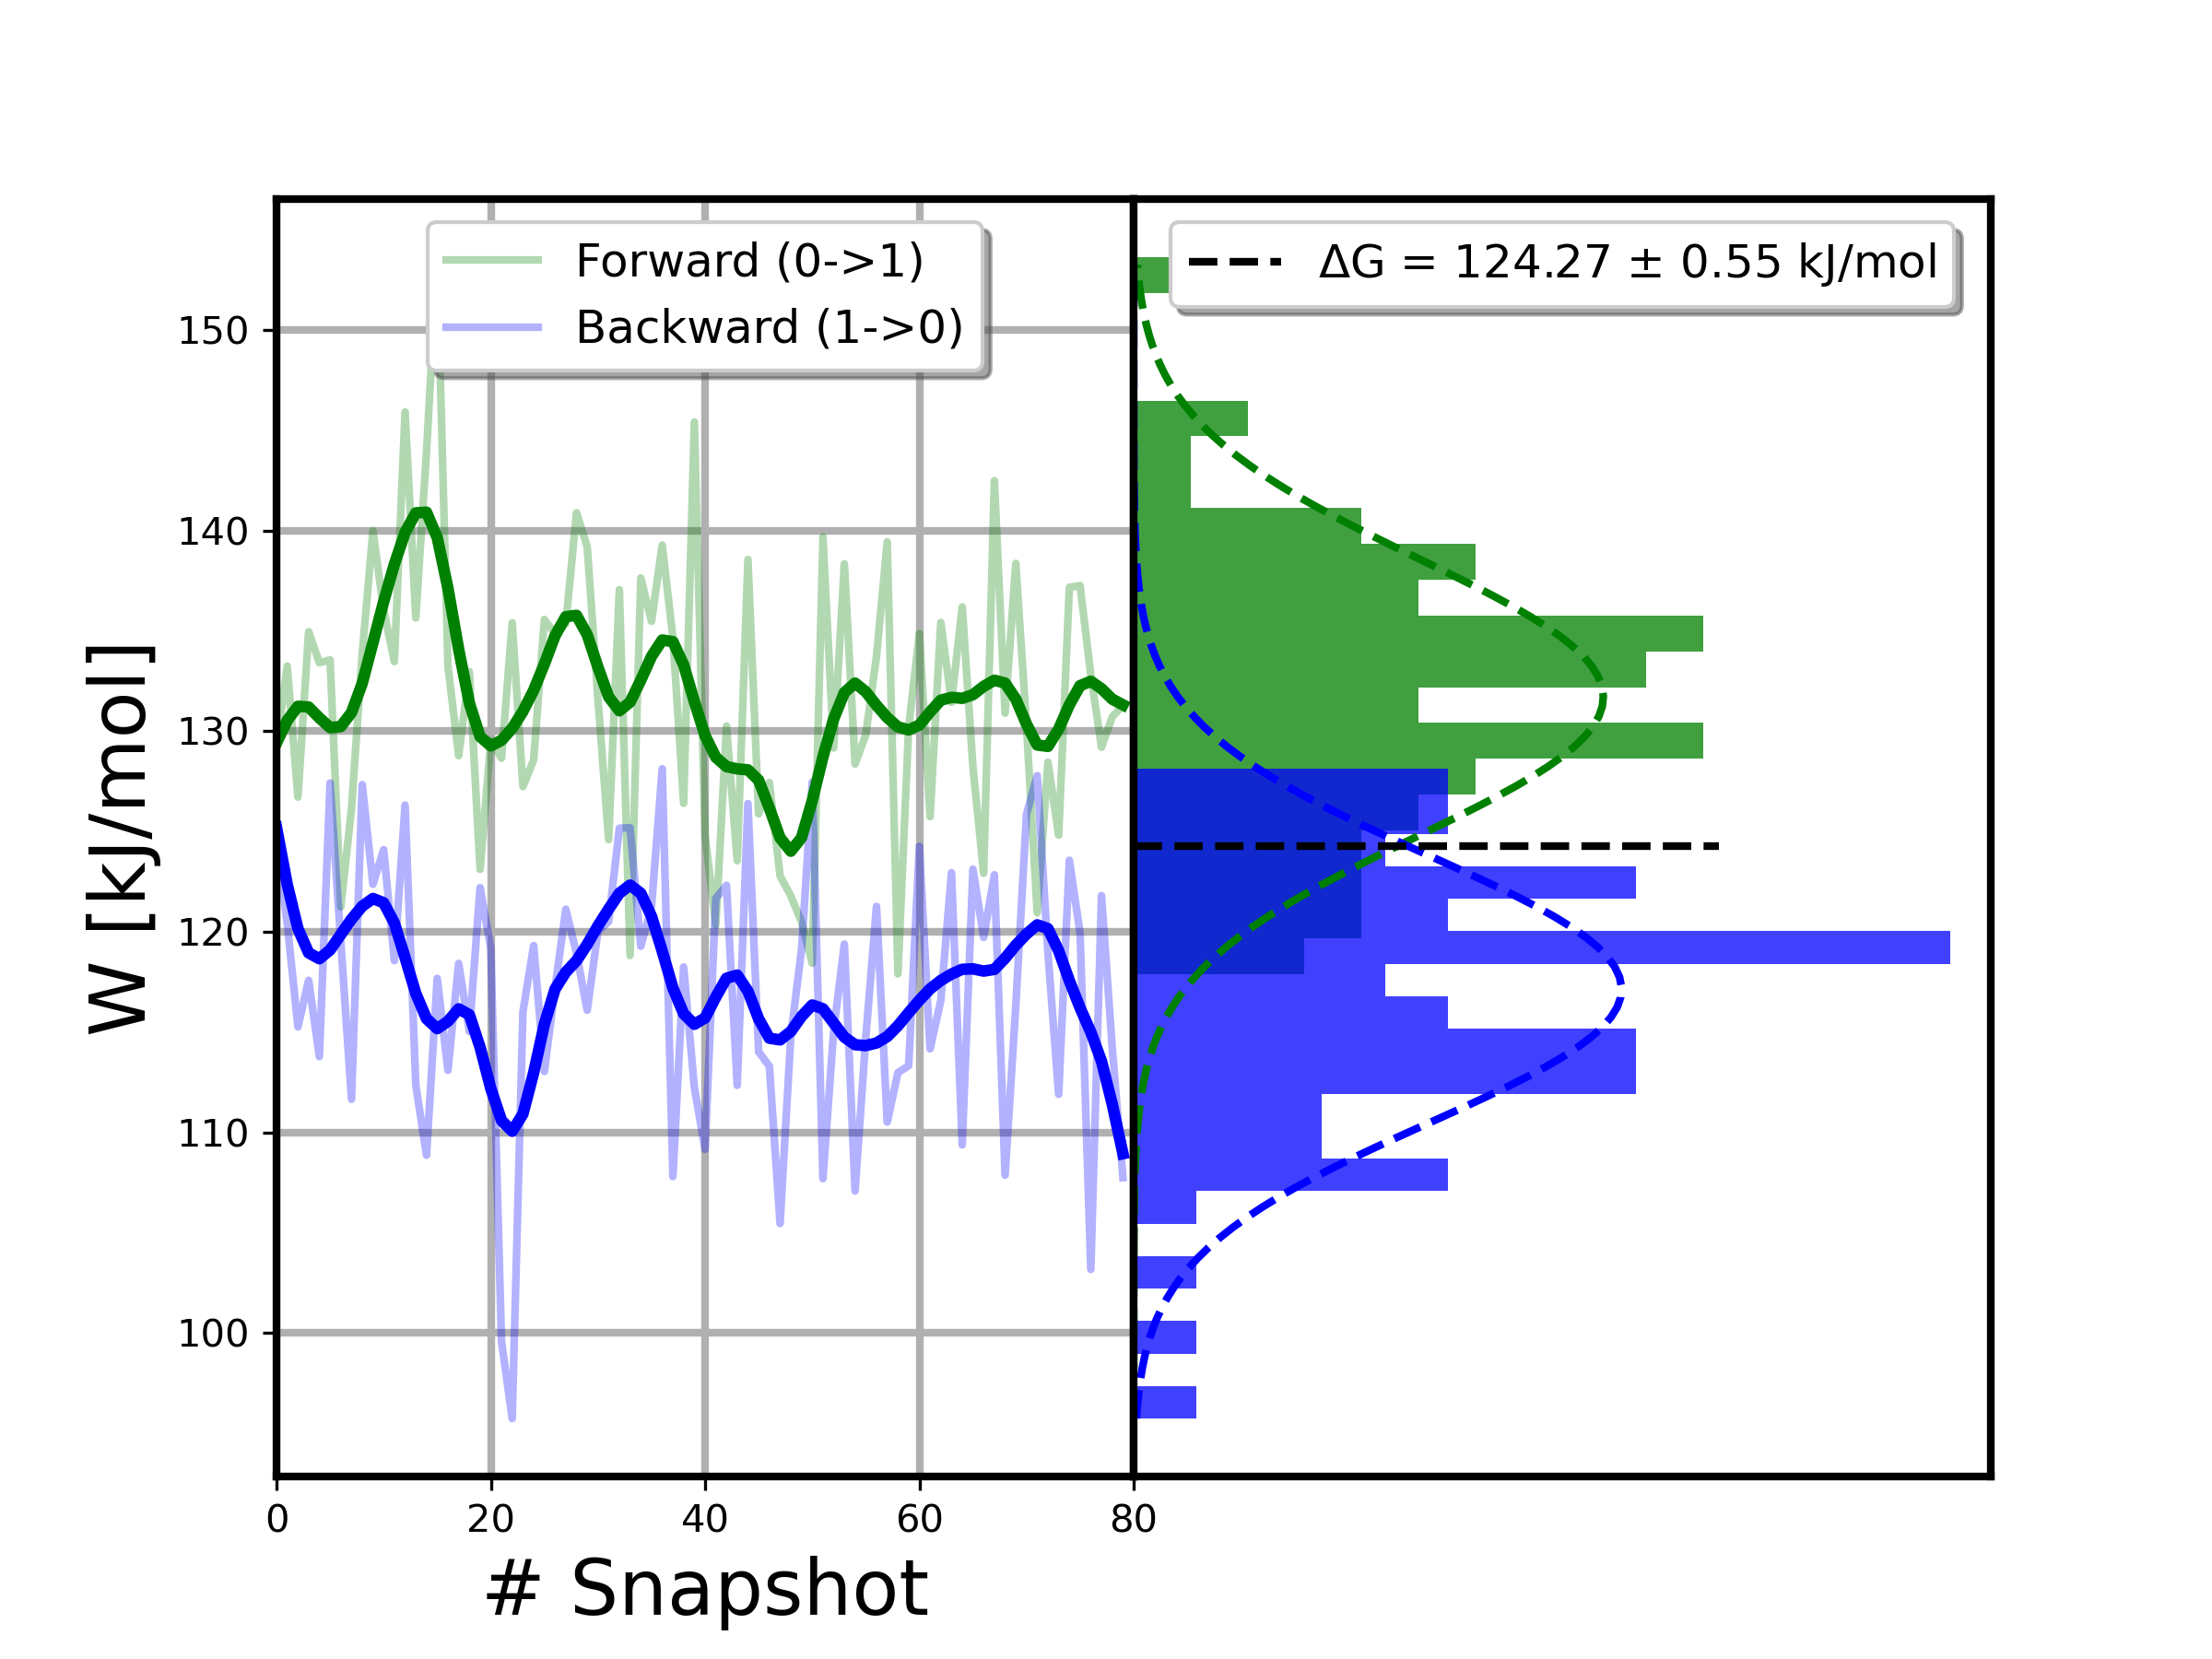 Forward (0->1)
Backward (1->0)
ΔG = 124.27 ± 0.55 kJ/mol
150
140
130
120
110
100
W [kJ/mol]
0 20 40 60 80
# Snapshot